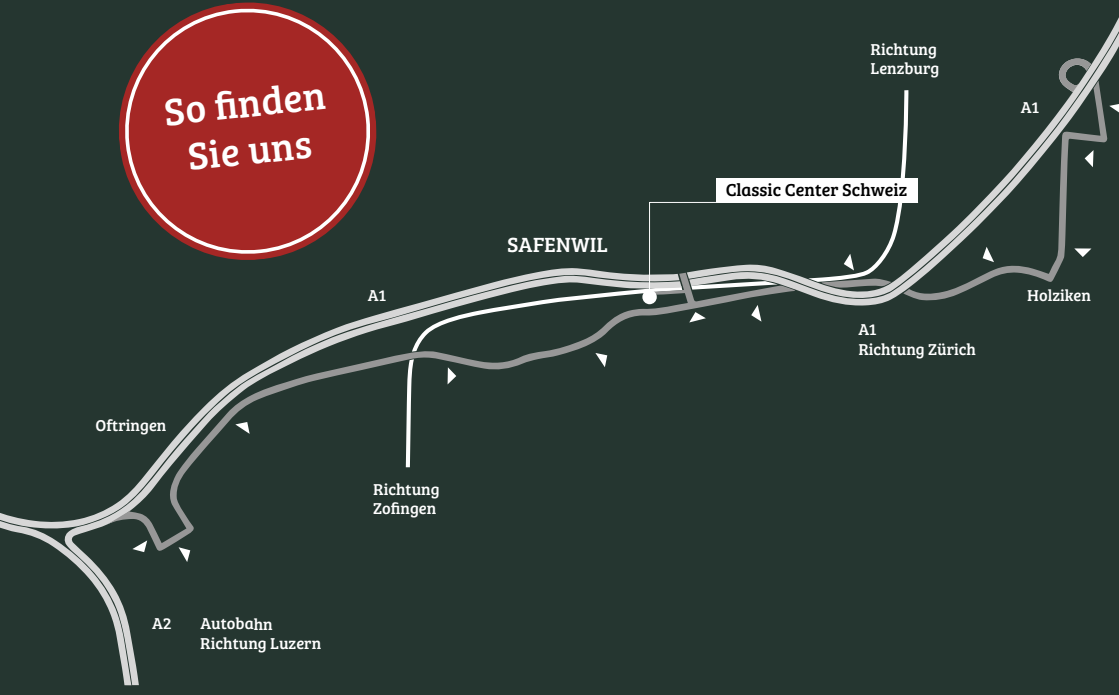 So finden
Sie uns
Richtung
Lenzburg
A1
Classic Center Schweiz
SAFENWIL
A1
Holziken
A1
Richtung Zürich
Oftringen
Richtung
Zofingen
A2
Autobahn
Richtung Luzern